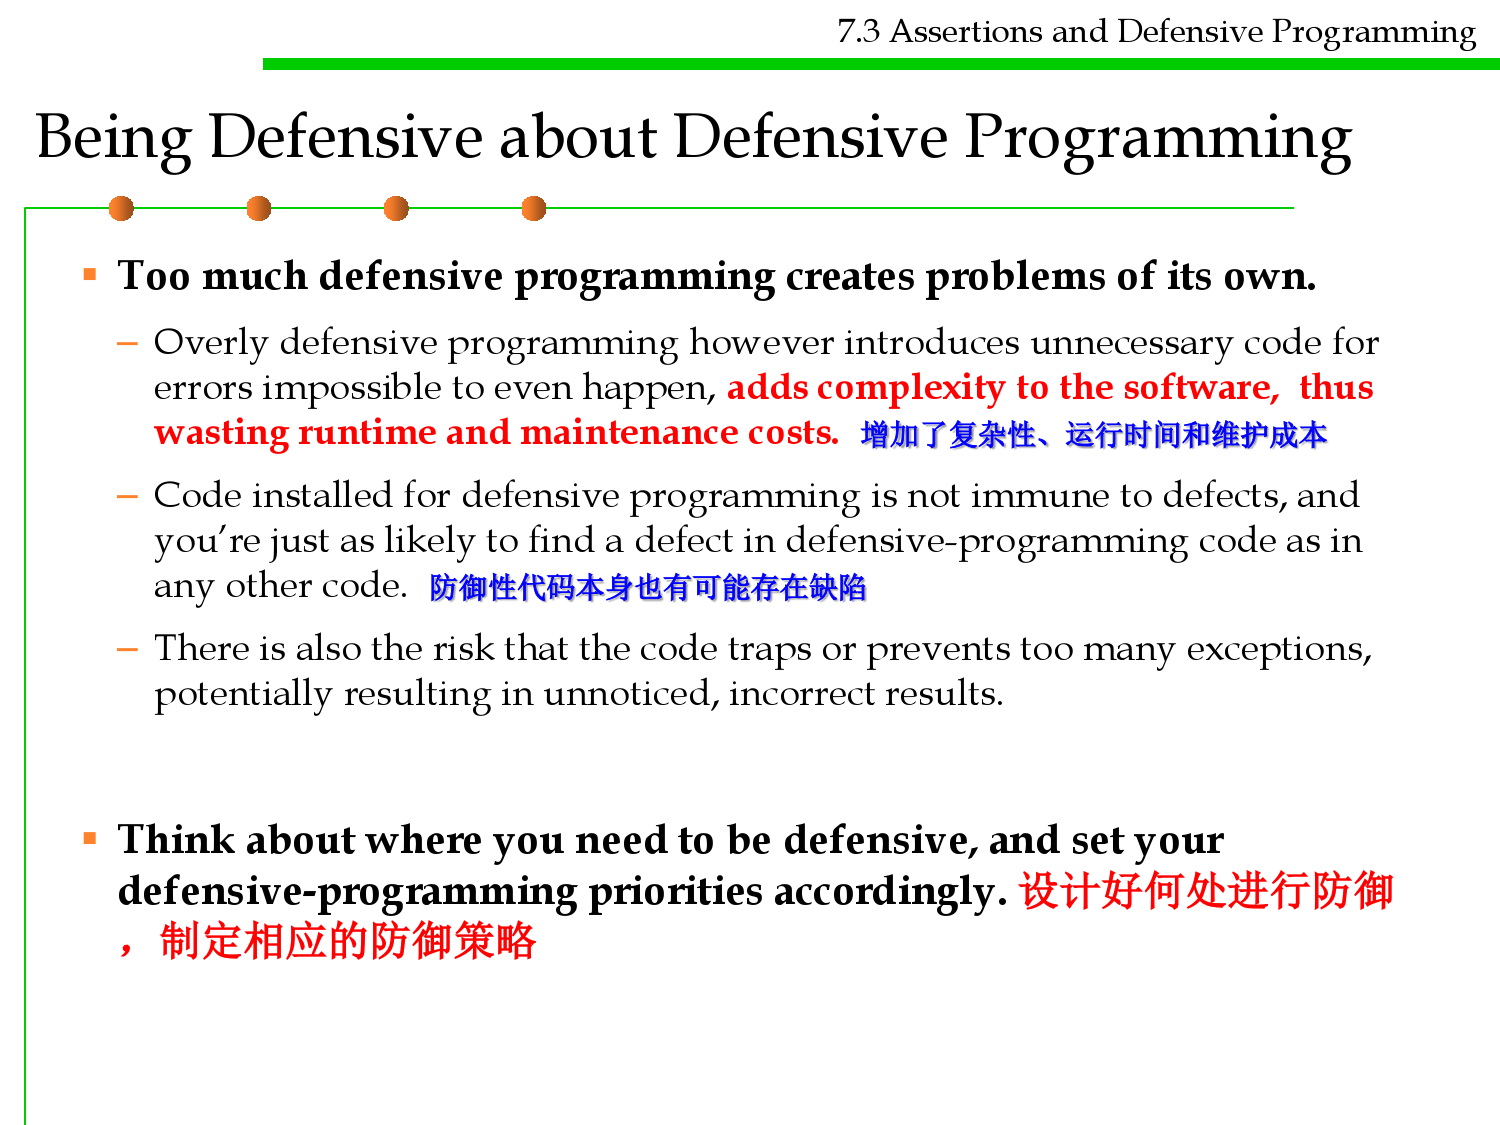 7.3 Assertions and Defensive Programming
Being Defensive about Defensive Programming
▪ Too much defensive programming creates problems of its own.
– Overly defensive programming however introduces unnecessary code for
errors impossible to even happen, adds complexity to the software, thus
wasting runtime and maintenance costs. 增加了复杂性、运行时间和维护成本
– Code installed for defensive programming is not immune to defects, and
you’re just as likely to find a defect in defensive-programming code as in
any other code. 防御性代码本身也有可能存在缺陷
– There is also the risk that the code traps or prevents too many exceptions,
potentially resulting in unnoticed, incorrect results.
▪ Think about where you need to be defensive, and set your
defensive-programming priorities accordingly. 设计好何处进行防御
，制定相应的防御策略